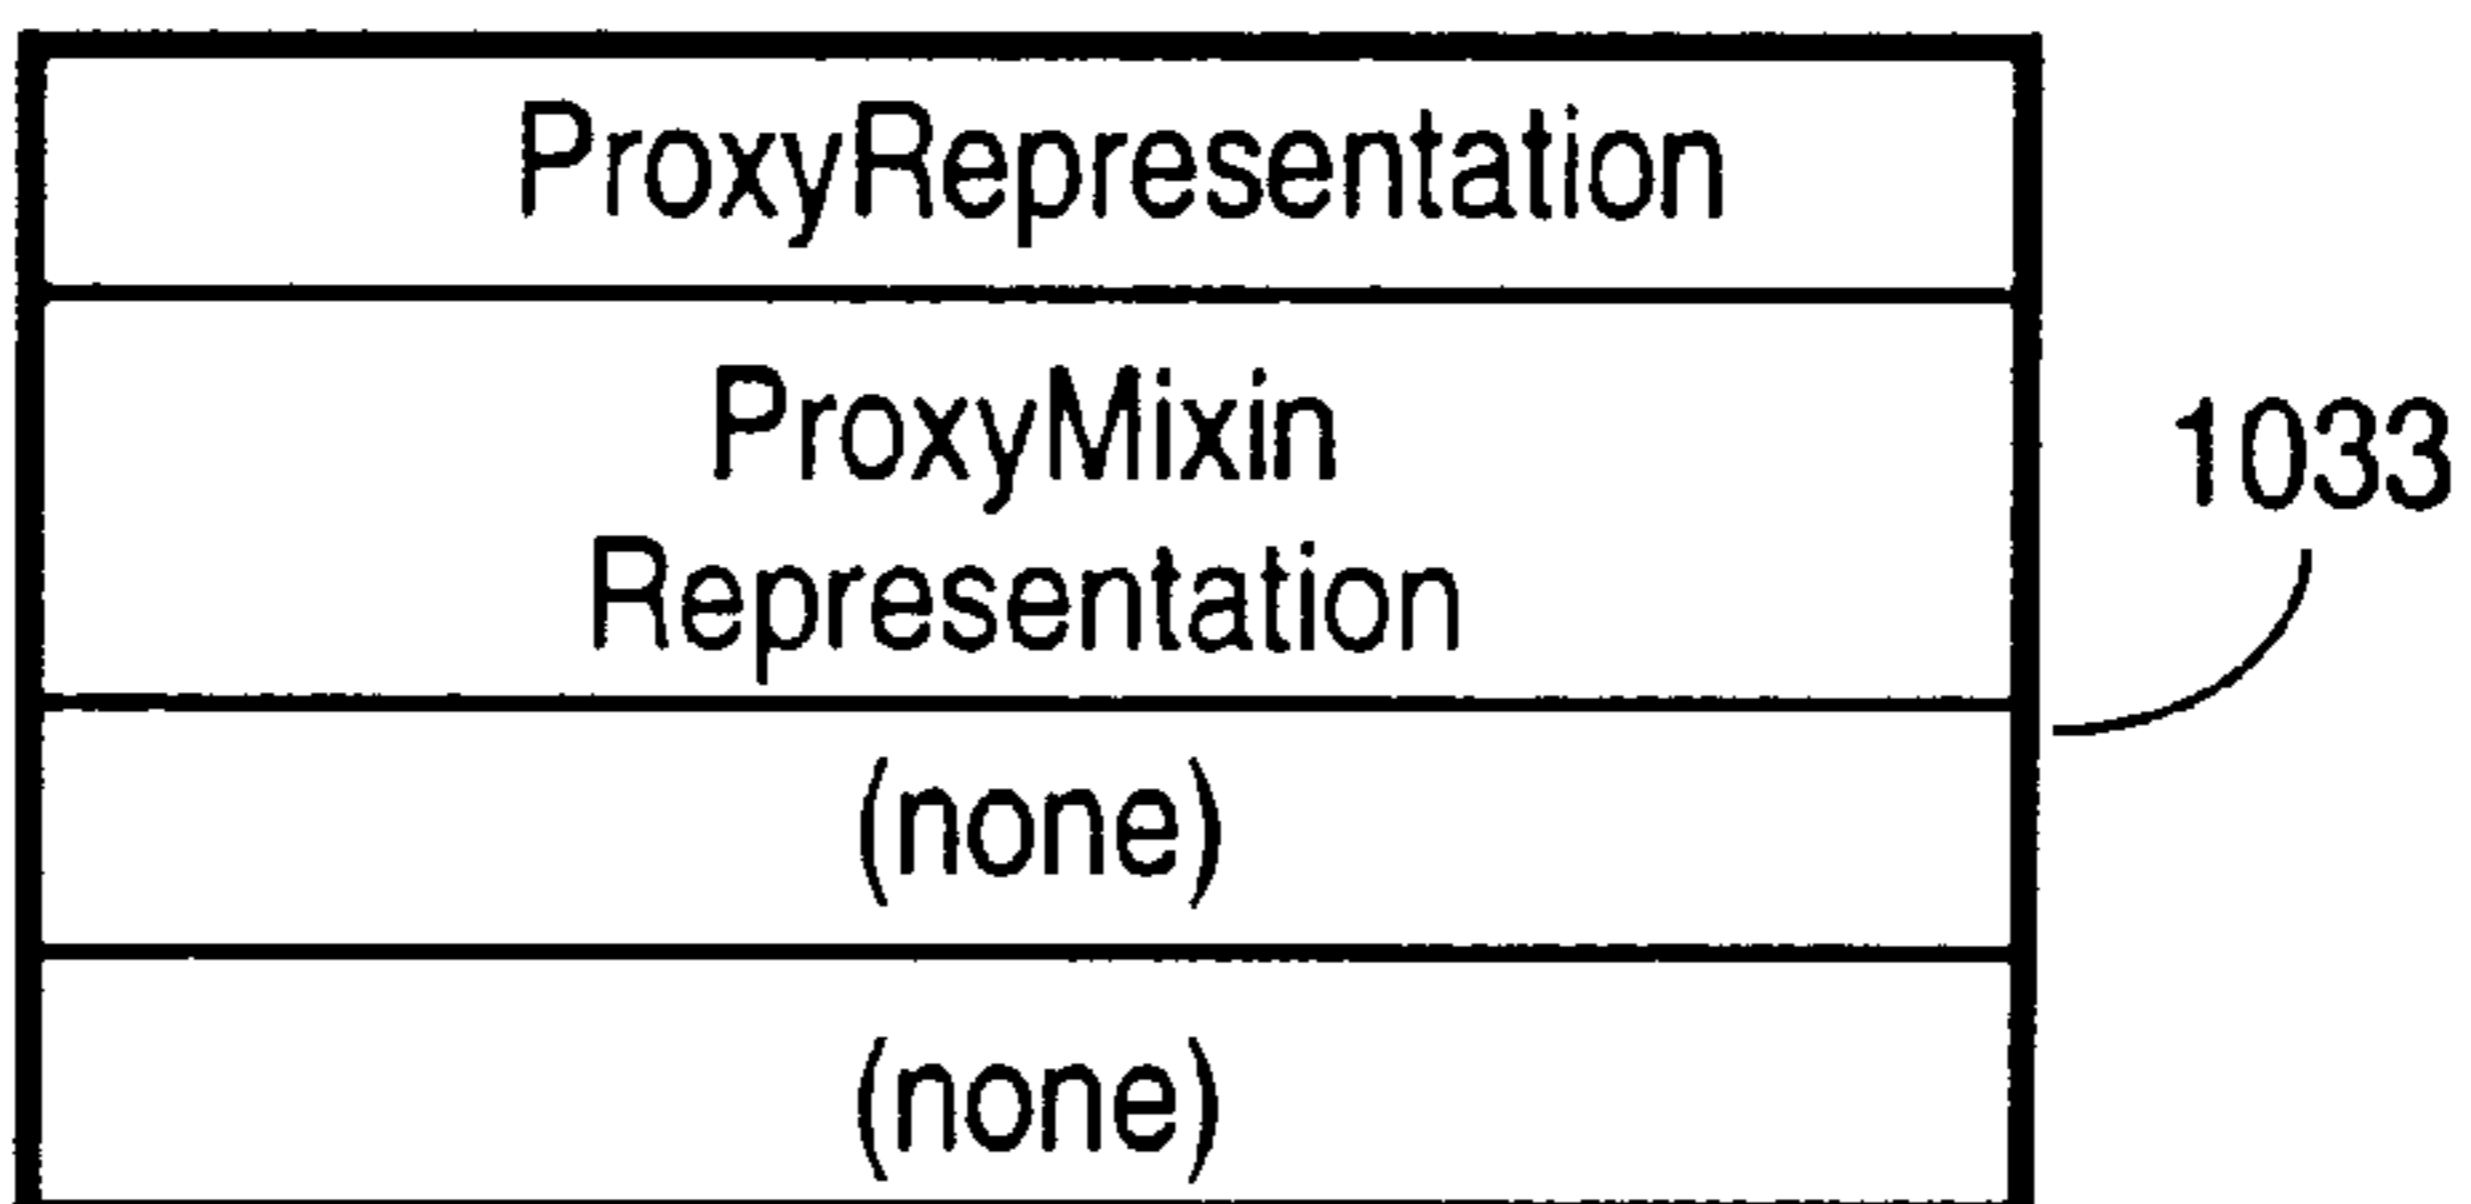 ProxyRepresentation
ProxyMixin
Representation
1033
(none)
(none)